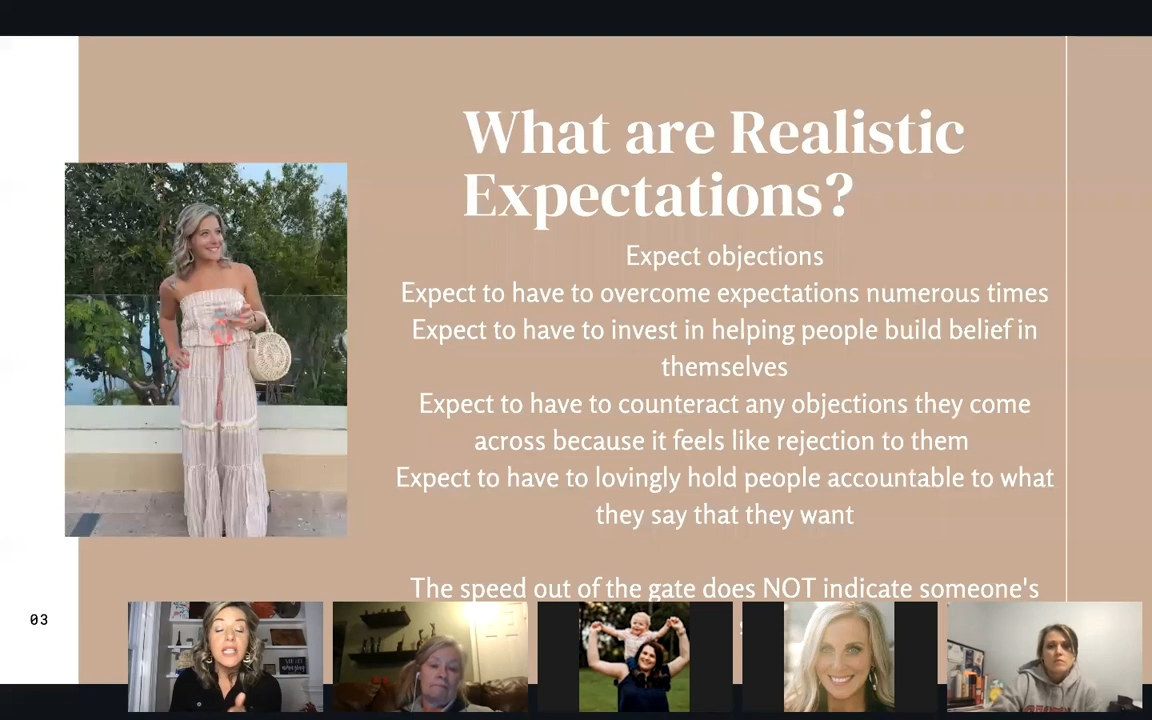 What are Realistic
Expectations?
Expect objections
Expect to have to overcome expectations numerous times
Expect to have to invest in helping people build belief in
themselves
Expect to have to counteract any objections they come
across because it feels like rejection to them
Expect to have to lovingly hold people accountable to what
they say that they want
The speed out of the gate does NOT indicate someone's
03